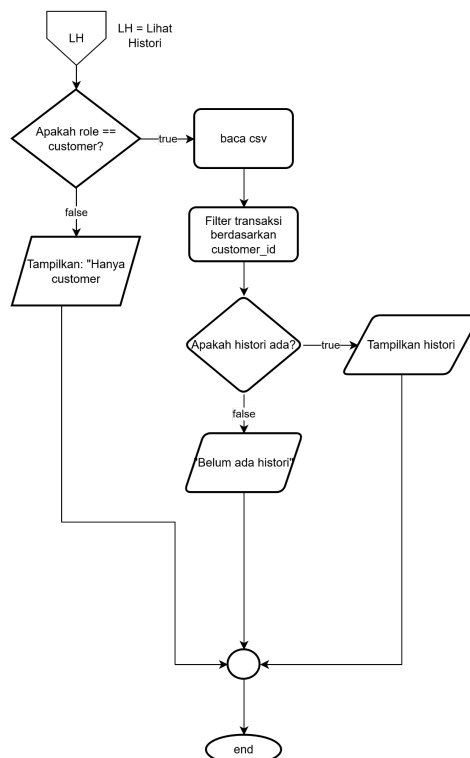 LH
LH = Lihat
Histori
Apakah role ==
customer?
true
baca csv
false
Filter transaksi
berdasarkan
customer_id
Tampilkan: "Hanya
customer
Apakah histori ada?
true
Tampilkan histori
false
"Belum ada histori"
end